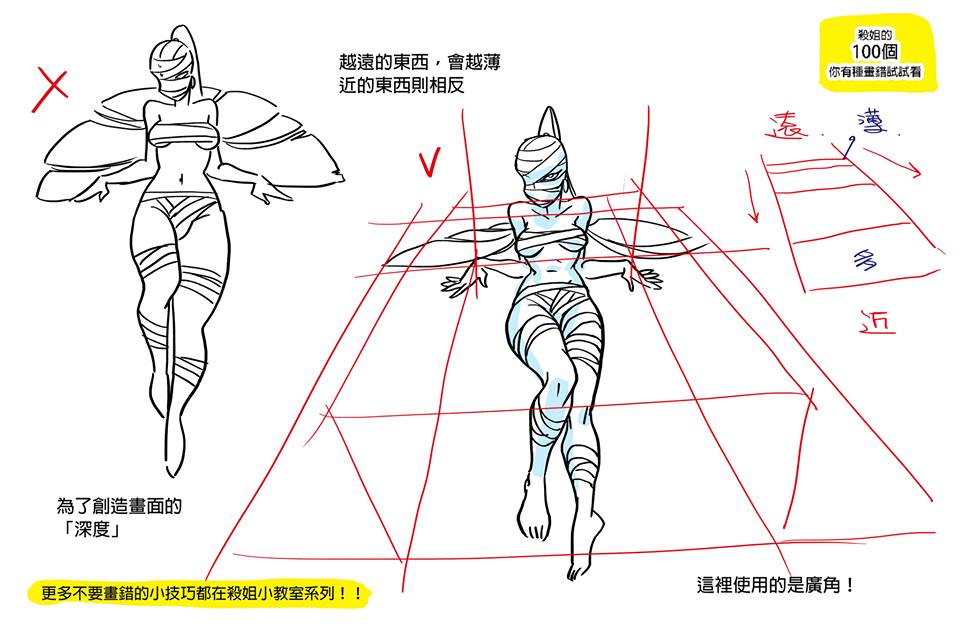 殺姐的
100個
你有種畫錯試試看
越遠的東西，會越薄
近的東西則相反
遠.薄.
多
近
為了創造畫面的
「深度」
更多不要畫錯的小技巧都在殺姐小教室系列！！
這裡使用的是廣角！